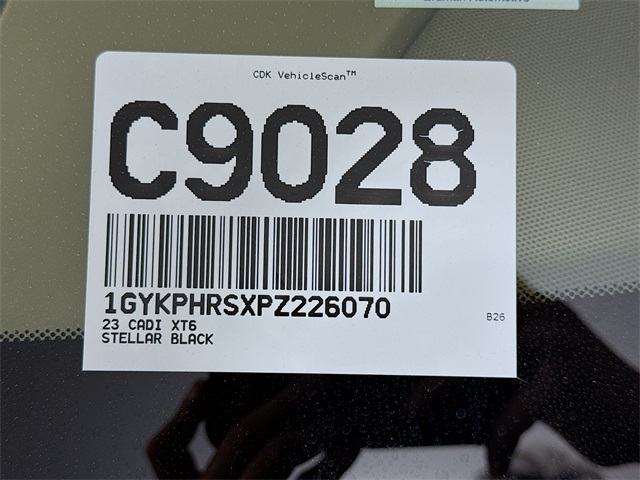 CDK VehicleScan™
C9028
1GYKPHRSXPZ226070
23 CADI XT6
STELLAR BLACK
B26